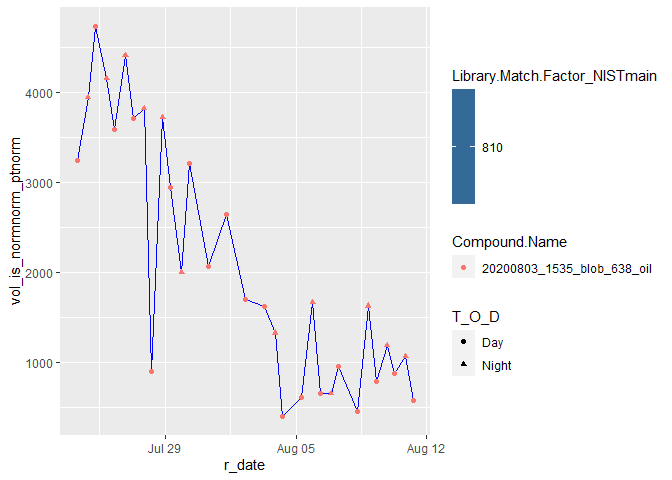 4000
3000
2000
1000
vol_is_normnorm_ptnorm
Jul 29
Aug 05
Aug 12
r_date
Library.Match.Factor_NISTmain
810
Compound.Name
20200803_1535_blob_638_oil
T_O_D
Day
Night